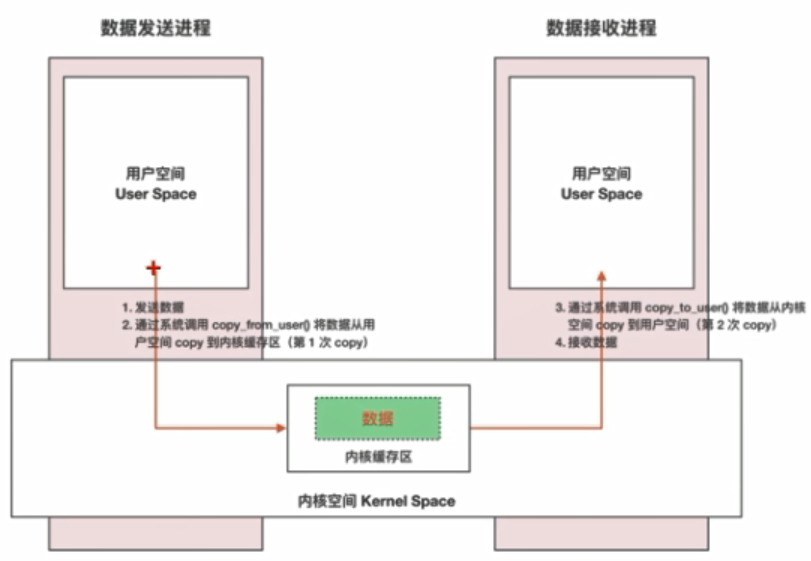 数据发送进程
数据接收进程
用户空间
User Space
用户空间
User Space
1. 发送数据
2. 通过系统调用 copy_from_user() 将数据从用
户空间 copy 到内核缓存区（第 1 次 copy）
3. 通过系统调用 copy_to_user() 将数据从内核
空间 copy 到用户空间（第 2 次 copy）
4. 接收数据
数据
内核缓存区
内核空间 Kernel Space